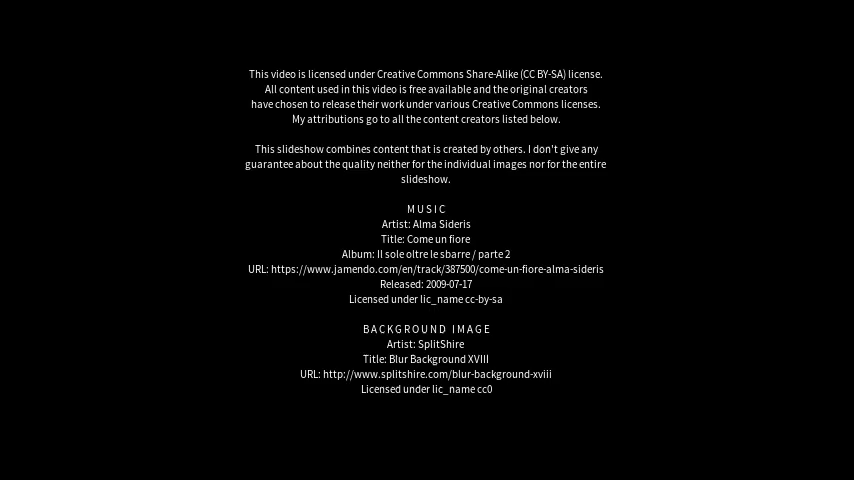 This video is licensed under Creative Commons Share-Alike (CC BY-SA) license.
All content used in this video is free available and the original creators
have chosen to release their work under various Creative Commons licenses.
My attributions go to all the content creators listed below.
This slideshow combines content that is created by others. I don't give any
guarantee about the quality neither for the individual images nor for the entire
slideshow.
MUSIC
Artist: Alma Sideris
Title: Come un fiore
Album: Il sole oltre le sbarre / parte 2
URL: https://www.jamendo.com/en/track/387500/come-un-fiore-alma-sideris
Released: 2009-07-17
Licensed under lic_name cc-by-sa
BACKGROUND IMAGE
Artist: SplitShire
Title: Blur Background XVIII
URL: http://www.splitshire.com/blur-background-xviii
Licensed under lic_name cc0